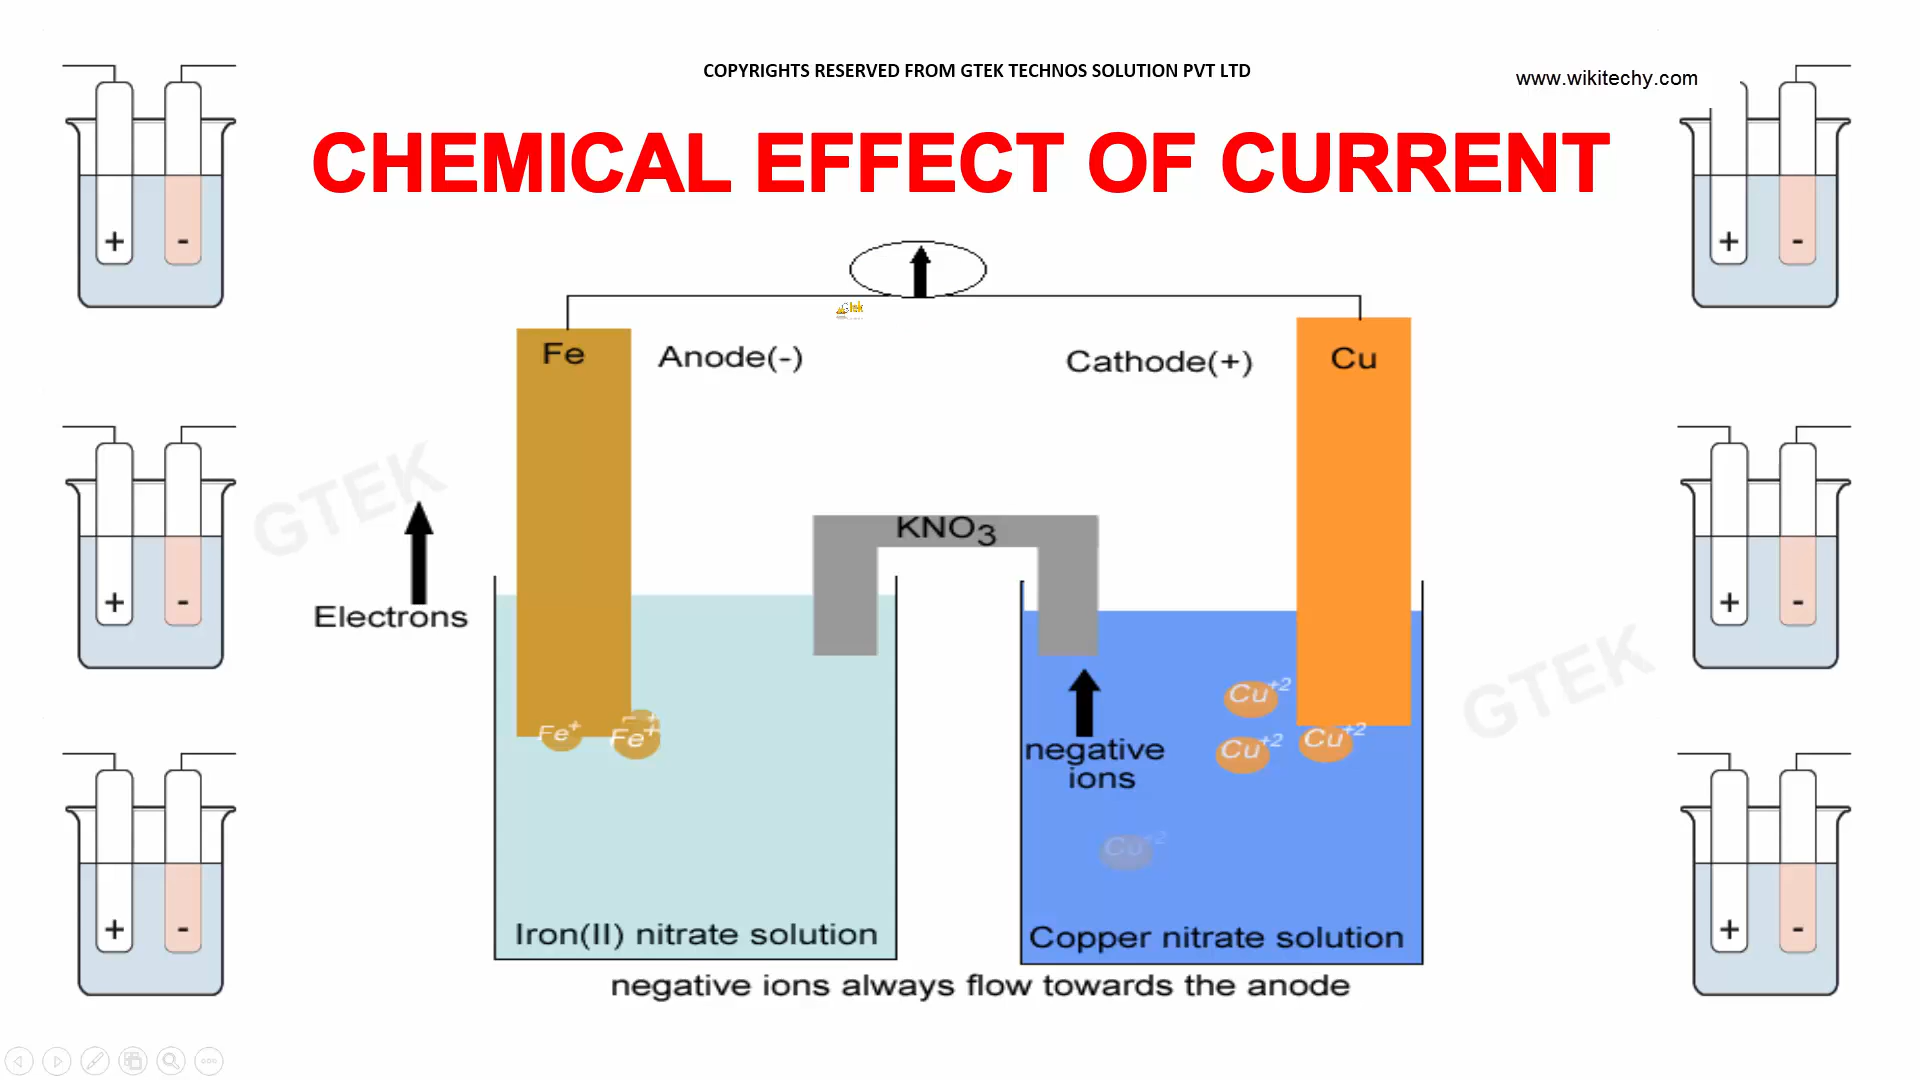 COPYRIGHTS RESERVED FROM GTEK TECHNOS SOLUTION PVT LTD
www.wikitechy.com
CHEMICAL EFFECT OF CURRENT
Fe
Anode(-)
Cathode(+)
Cu
KNO3
Electrons
GTEK
GTEK
Cu+2
Fe+
Fe+
Cu+2
Cu+2
negative
ions
Cu+2
Iron(II) nitrate solution
Copper nitrate solution
negative ions always flow towards the anode
+ -
+ -
+ -
+ -
+ -
+ -